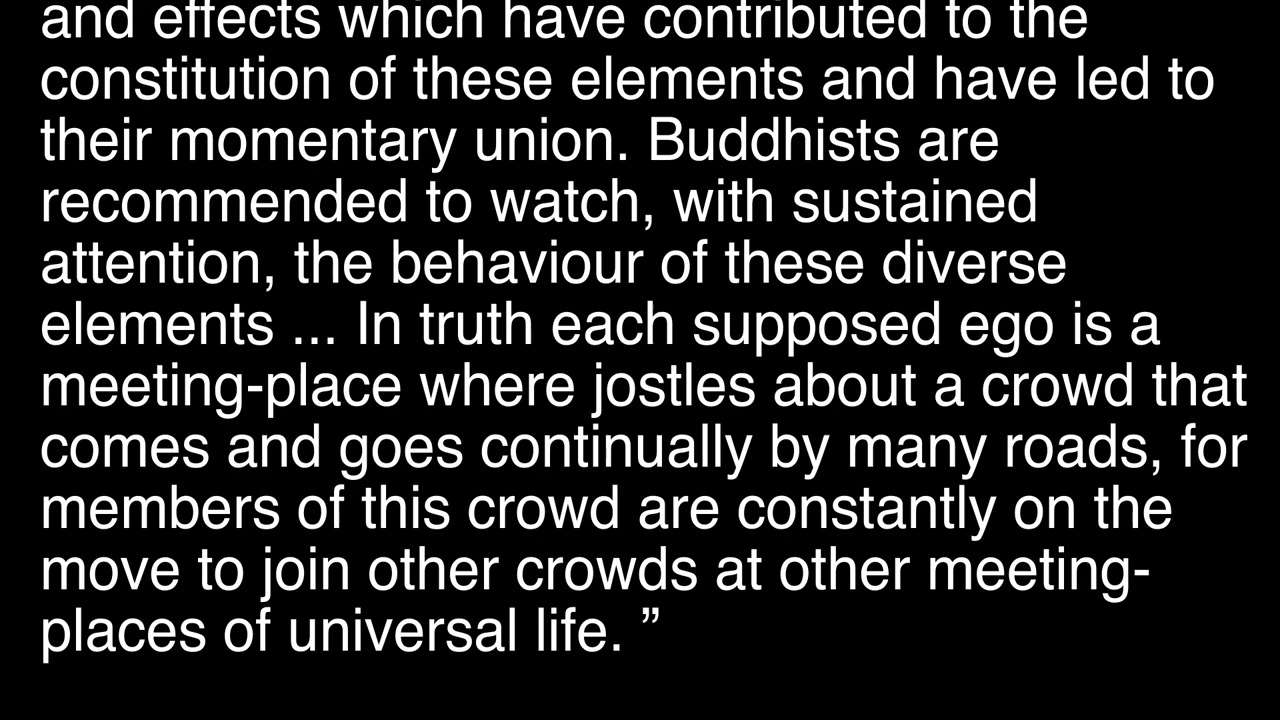 and effects which have contributed to the
constitution of these elements and have led to
their momentary union. Buddhists are
recommended to watch, with sustained
attention, the behaviour of these diverse
elements ... In truth each supposed ego is a
meeting-place where jostles about a crowd that
comes and goes continually by many roads, for
members of this crowd are constantly on the
move to join other crowds at other meeting-
places of universal life. ”